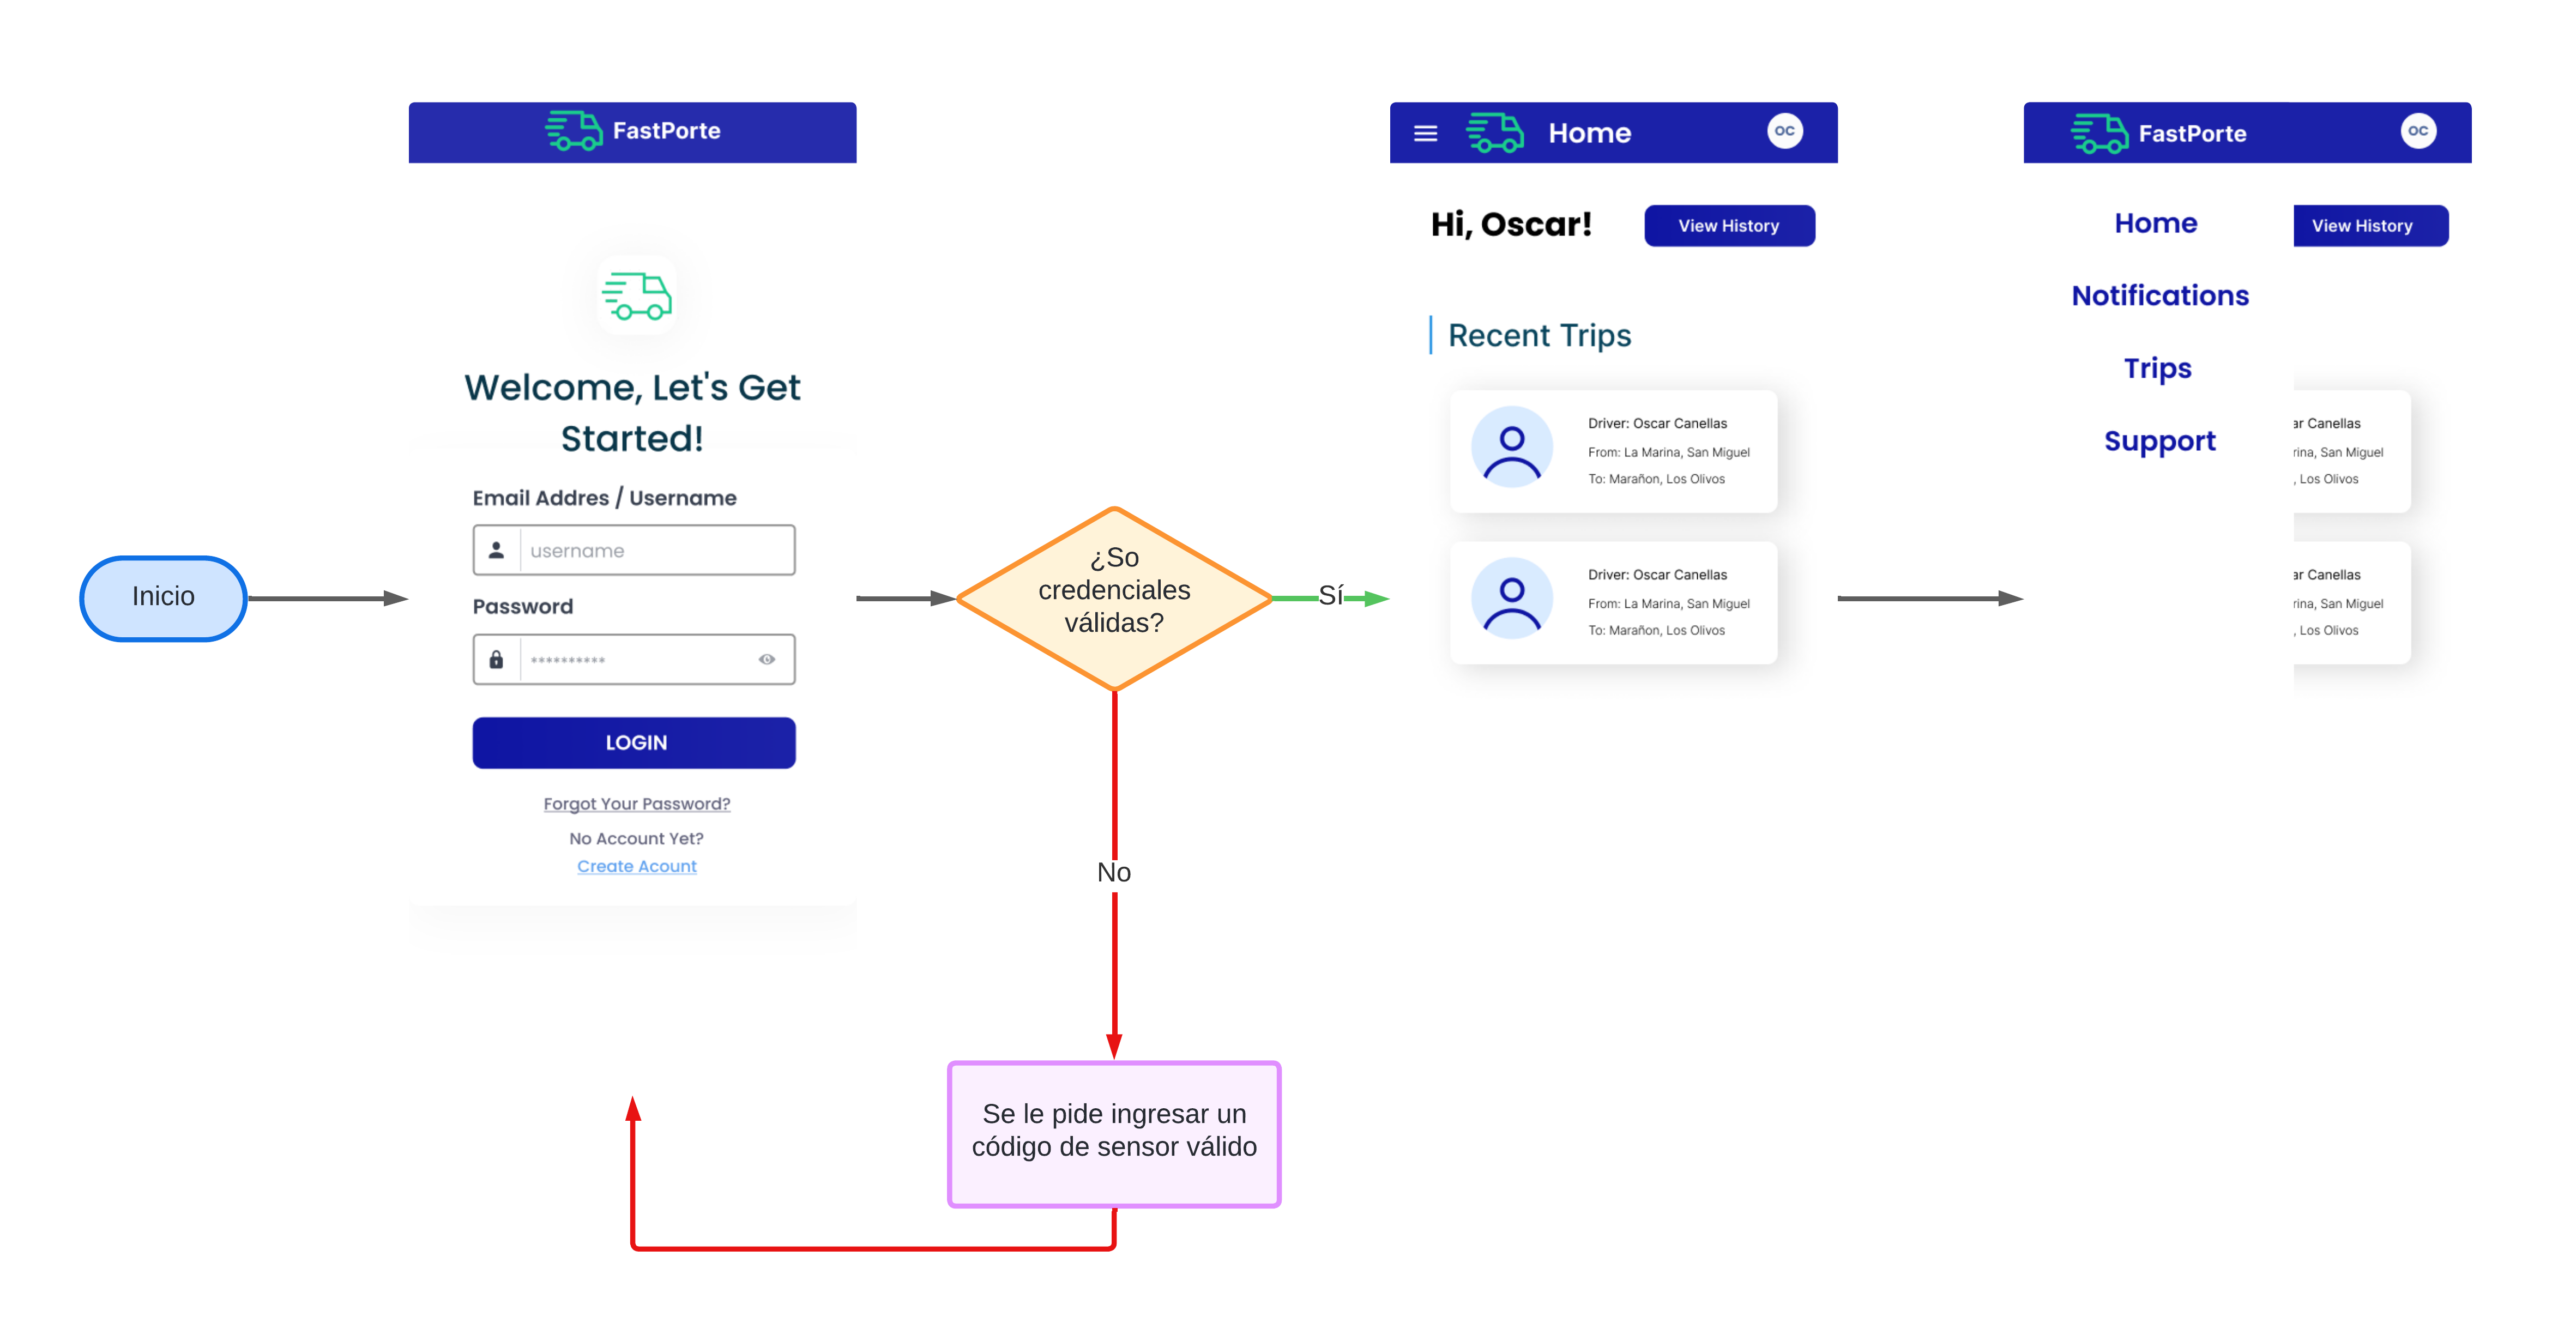 Inicio
FastPorte
Welcome, Let's Get
Started!
Email Addres / Username
username
Password
**********
LOGIN
Forgot Your Password?
No Account Yet?
Create Acount
¿So
credenciales
válidas?
Sí
No
Se le pide ingresar un
código de sensor válido
Home
OC
Hi, Oscar!
View History
Recent Trips
Driver: Oscar Canellas
From: La Marina, San Miguel
To: Marañon, Los Olivos
Driver: Oscar Canellas
From: La Marina, San Miguel
To: Marañon, Los Olivos
FastPorte
OC
Home
View History
Notifications
Trips
Support
ar Canellas
rina, San Miguel
, Los Olivos
ar Canellas
rina, San Miguel
, Los Olivos